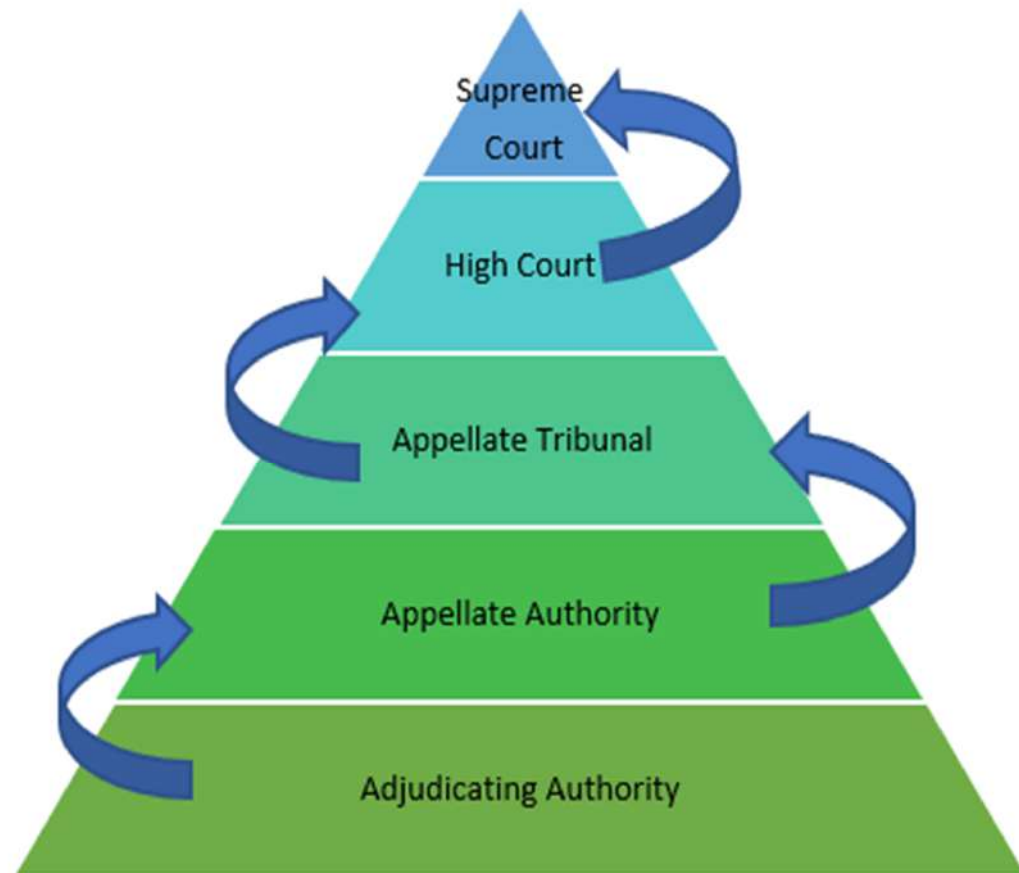 Supreme
Court
High Court
Appellate Tribunal
Appellate Authority
Adjudicating Authority